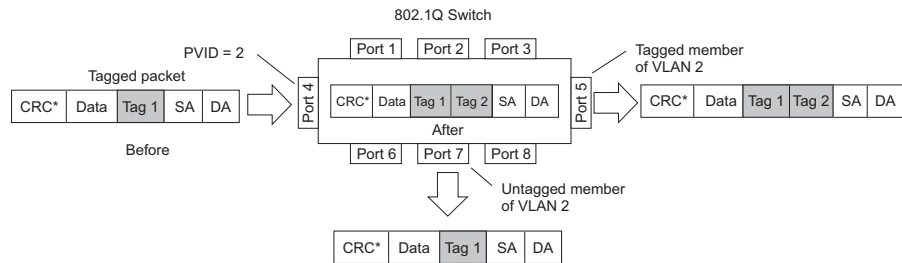 802.1Q Switch
PVID = 2
Port 1
Port 2
Port 3
Tagged member
of VLAN 2
Tagged packet
CRC* Data Tag 1 SA DA
Port 4
CRC* Data Tag 1 Tag 2 SA DA
Port 5
CRC* Data Tag 1 Tag 2 SA DA
After
Before
Port 6
Port 7
Port 8
Untagged member
of VLAN 2
CRC* Data Tag 1 SA DA